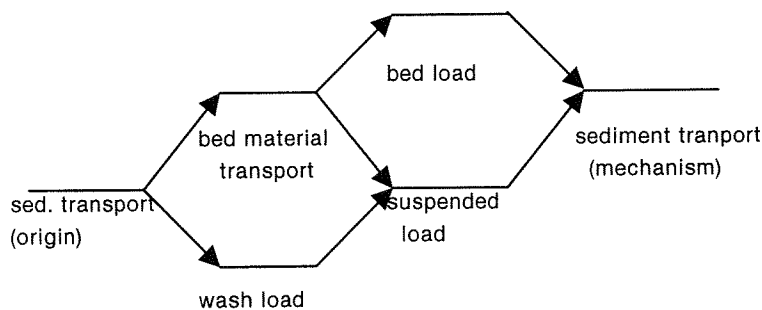 bed load
bed material
transport
sediment tranport
(mechanism)
sed. transport
(origin)
suspended
load
wash load